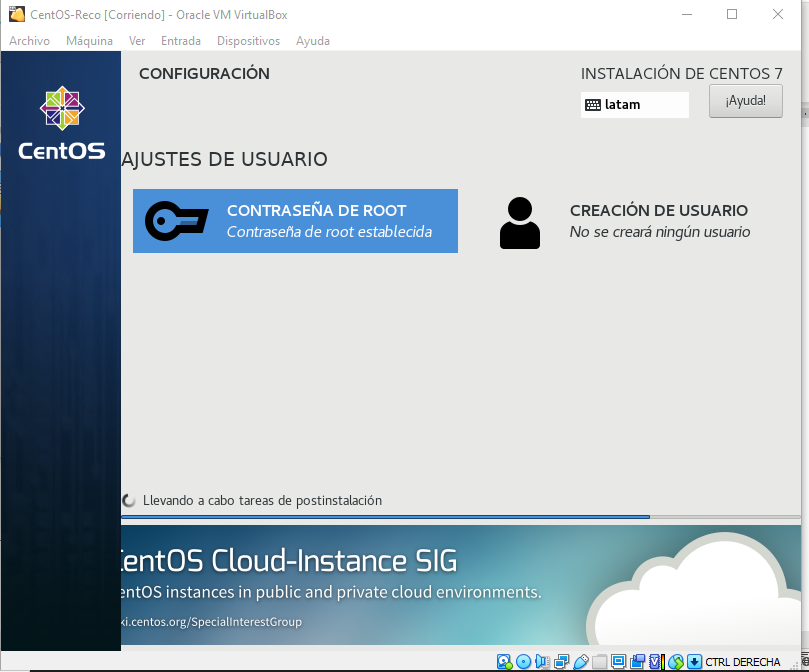 CentOS-Reco [Corriendo] - Oracle VM VirtualBox
Archivo Máquina Ver Entrada Dispositivos Ayuda
CONFIGURACIÓN
INSTALACIÓN DE CENTOS 7
latam
¡Ayuda!
CentOS
AJUSTES DE USUARIO
CONTRASEÑA DE ROOT
Contraseña de root establecida
CREACIÓN DE USUARIO
No se creará ningún usuario
Llevando a cabo tareas de postinstalación
CentOS Cloud-Instance SIG
entOS instances in public and private cloud environments.
ki.centos.org/SpecialInterestGroup
CTRL DERECHA